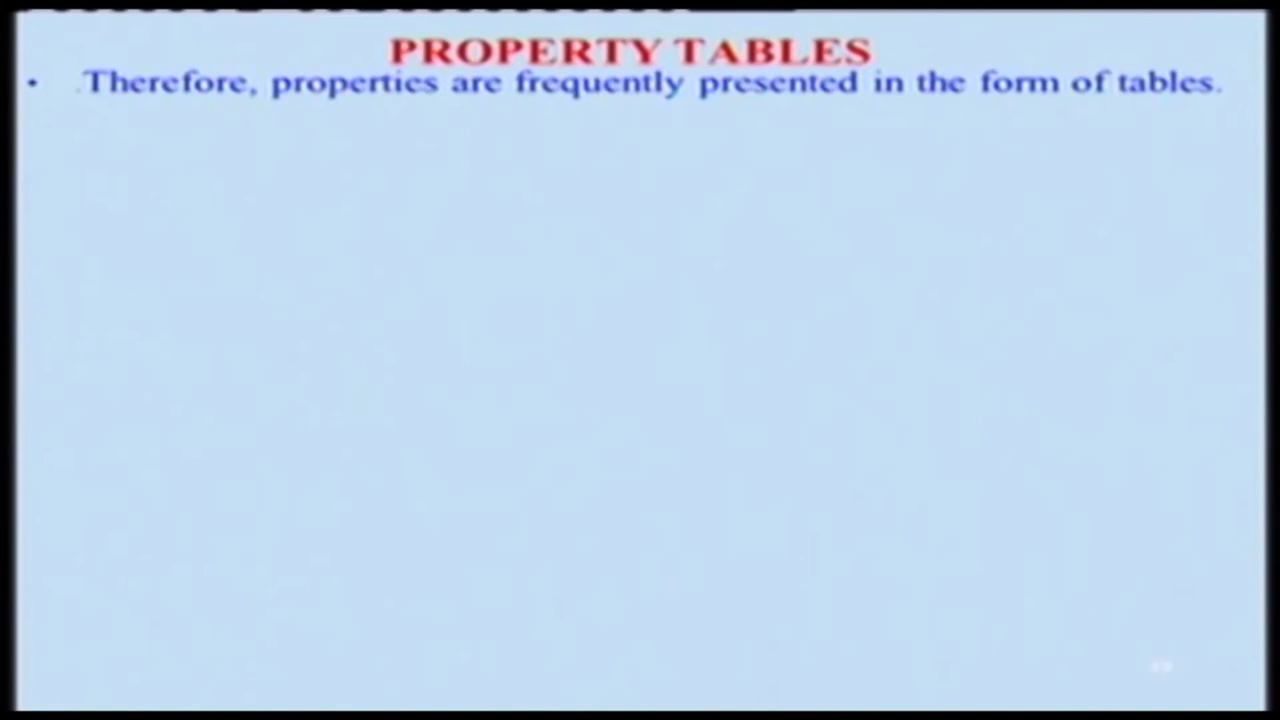 PROPERTY TABLES
• Therefore, properties are frequently presented in the form of tables.